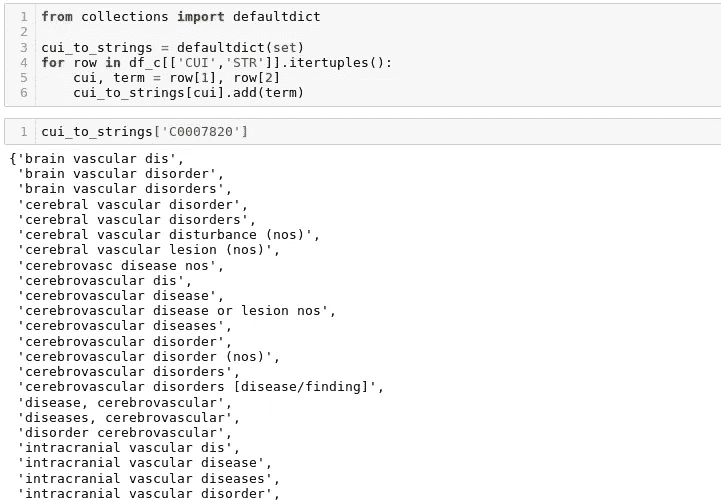 1 from collections import defaultdict
2
3 cui_to_strings = defaultdict(set)
4 for row in df_c[['CUI','STR']].itertuples():
5     cui, term = row[1], row[2]
6     cui_to_strings[cui].add(term)
1 cui_to_strings['C0007820']
{'brain vascular dis',
 'brain vascular disorder',
 'brain vascular disorders',
 'cerebral vascular disorder',
 'cerebral vascular disorders',
 'cerebral vascular disturbance (nos)',
 'cerebral vascular lesion (nos)',
 'cerebrovasc disease nos',
 'cerebrovascular dis',
 'cerebrovascular disease',
 'cerebrovascular disease or lesion nos',
 'cerebrovascular diseases',
 'cerebrovascular disorder',
 'cerebrovascular disorder (nos)',
 'cerebrovascular disorders',
 'cerebrovascular disorders [disease/finding]',
 'disease, cerebrovascular',
 'diseases, cerebrovascular',
 'disorder cerebrovascular',
 'intracranial vascular dis',
 'intracranial vascular disease',
 'intracranial vascular diseases',
 'intracranial vascular disorder',